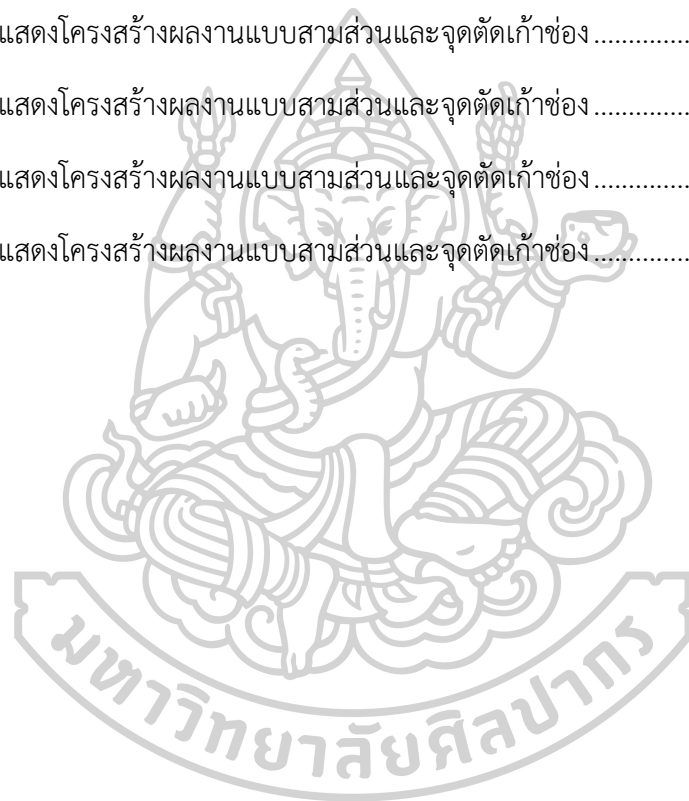 แสดงโครงสร้างผลงานแบบสามส่วนและจุดตัดเก้าช่อง ..............
แสดงโครงสร้างผลงานแบบสามส่วนและจุดตัดเก้าช่อง ..............
แสดงโครงสร้างผลงานแบบสามส่วนและจุดตัดเก้าช่อง ..............
แสดงโครงสร้างผลงานแบบสามส่วนและจุดตัดเก้าช่อง ..............
มหาวิทยาลัยศิลปากร